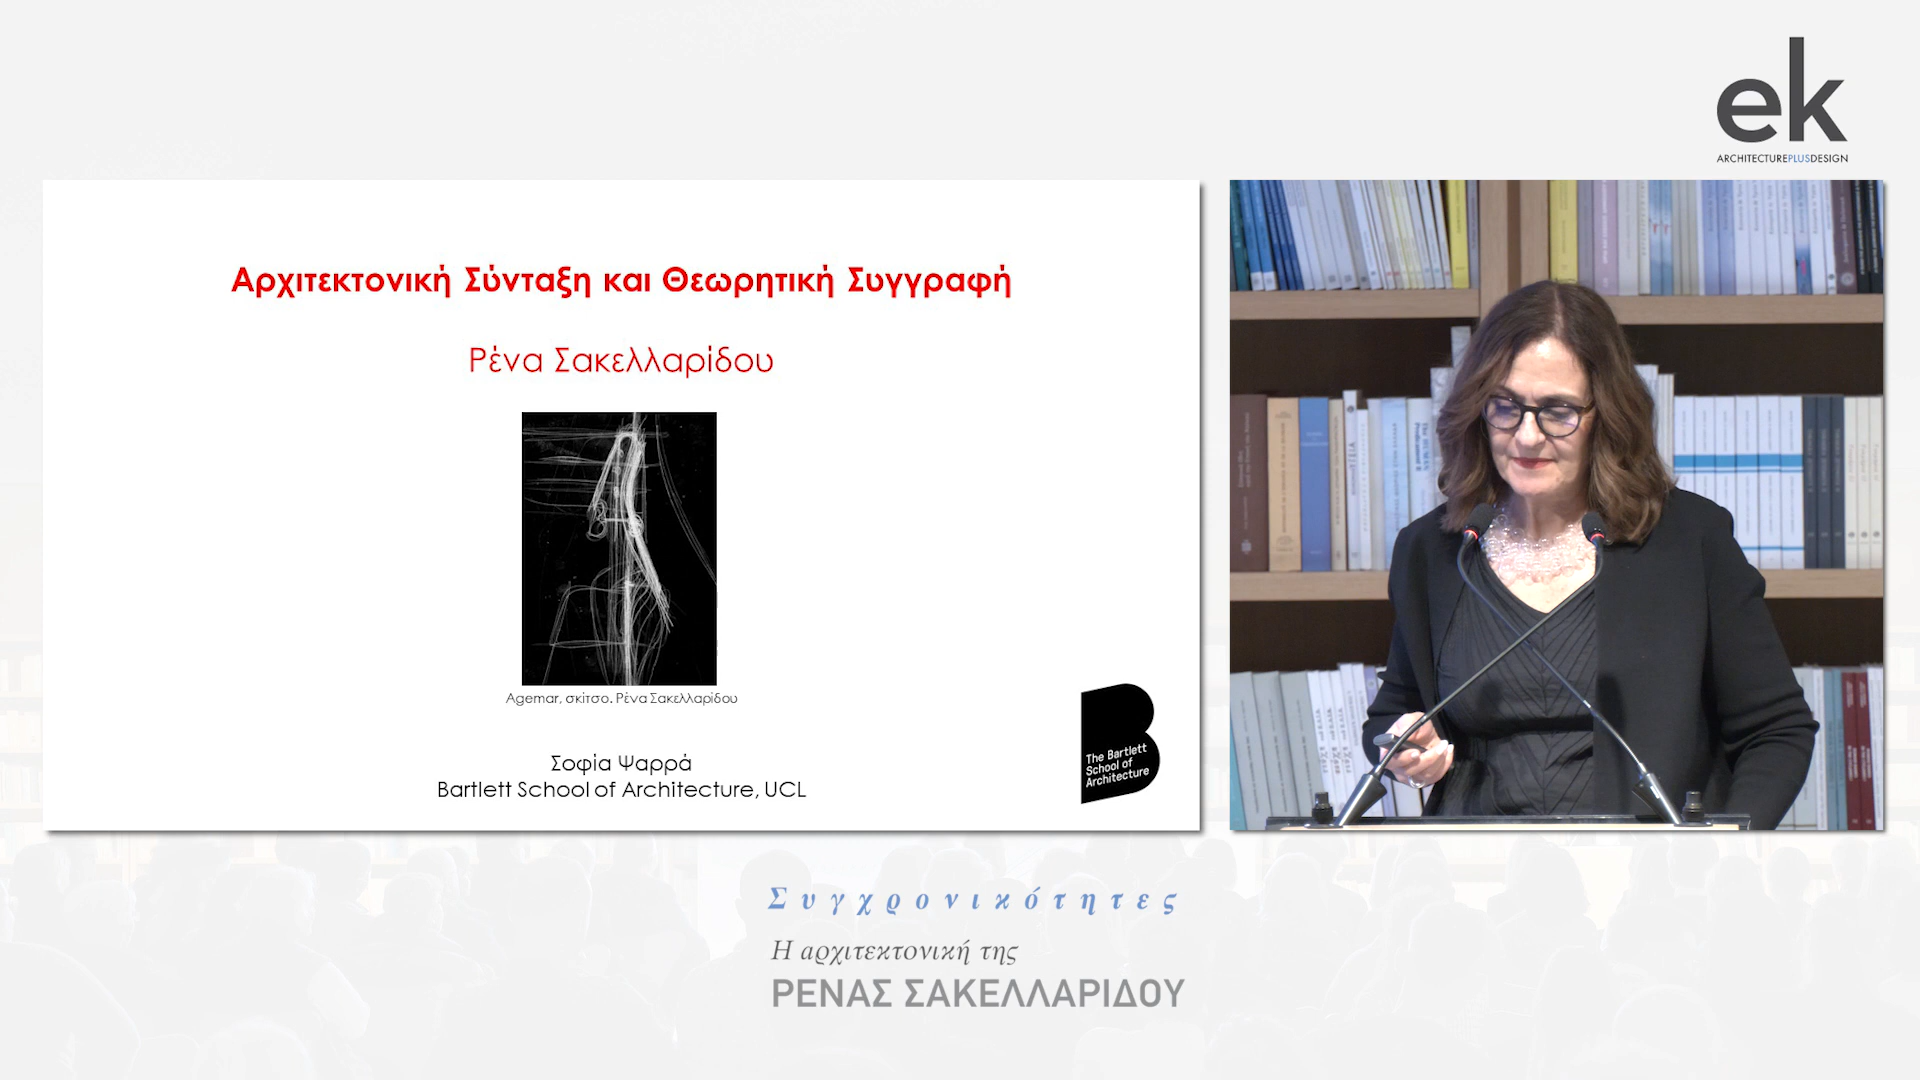 ek
ARCHITECTUREPLUSDESIGN
Αρχιτεκτονική Σύνταξη και Θεωρητική Συγγραφή
Ρένα Σακελλαρίδου
Agemar, σκίτσο. Ρένα Σακελλαρίδου
Σοφία Ψαρρά
Bartlett School of Architecture, UCL
The Bartlett
School of
Architecture
Συγχρονικότητες
Η αρχιτεκτονική της
ΡΕΝΑΣ ΣΑΚΕΛΛΑΡΙΔΟΥ